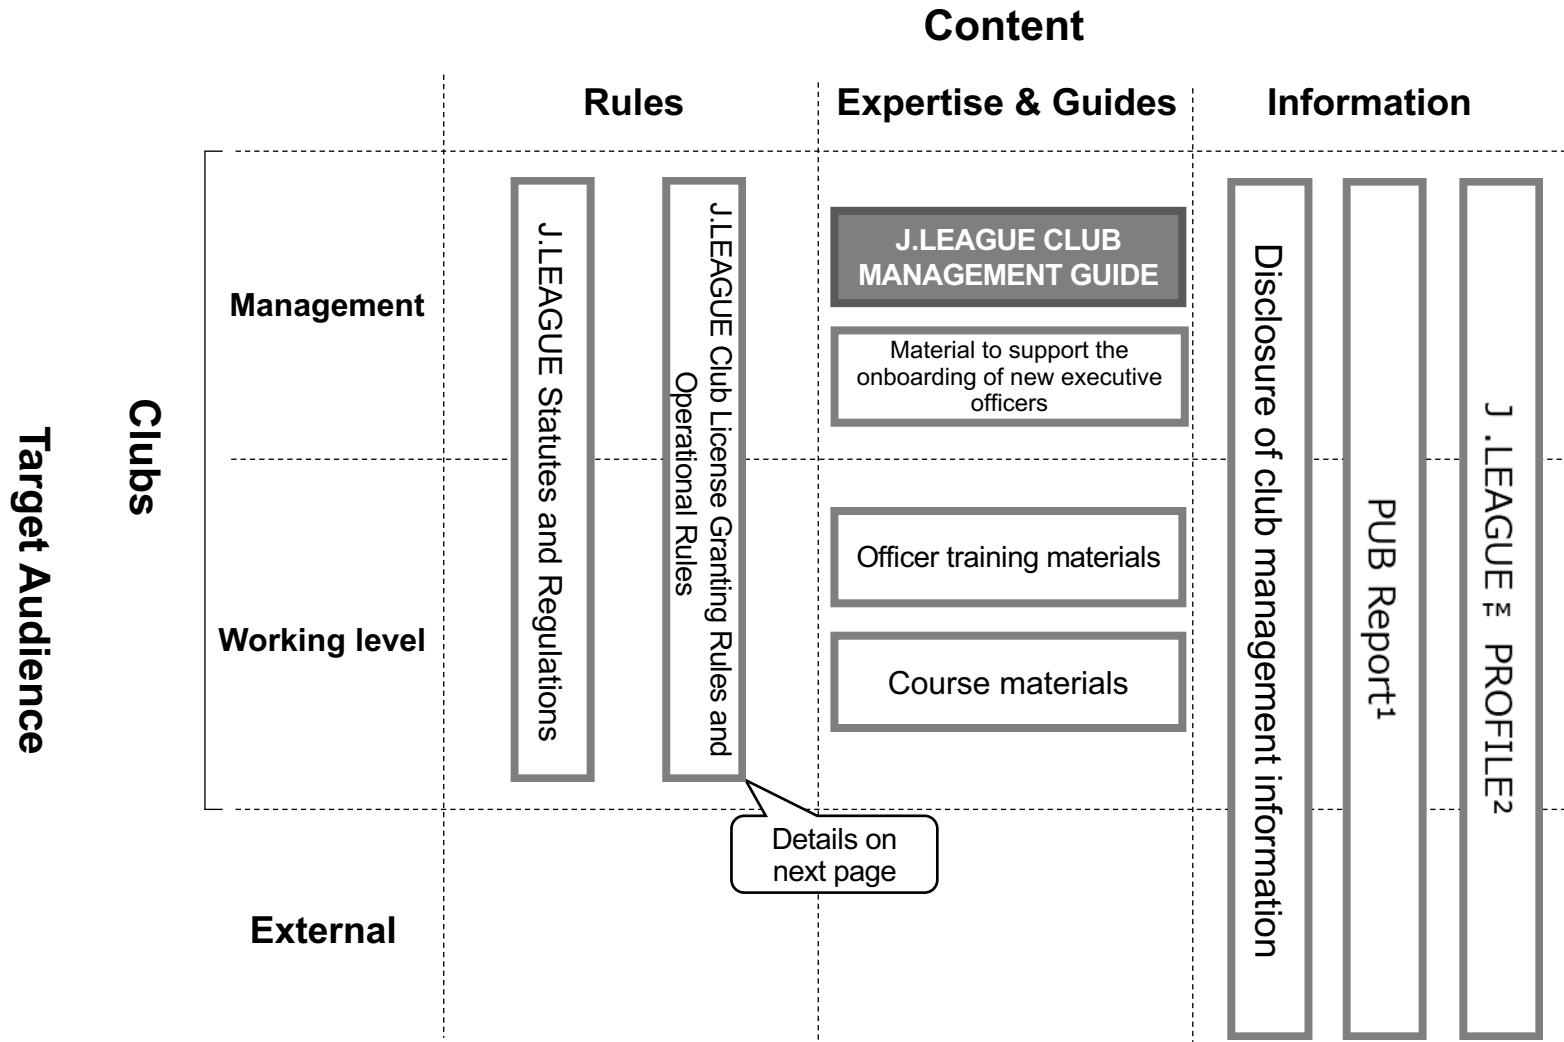 Content
Rules
Expertise & Guides
Information
Target Audience
Clubs
Management
Working level
External
J.LEAGUE Statutes and Regulations
J.LEAGUE Club License Granting Rules and
Operational Rules
J.LEAGUE CLUB
MANAGEMENT GUIDE
Material to support the
onboarding of new executive
officers
Officer training materials
Course materials
Disclosure of club management information
PUB Report¹
J.LEAGUE™ PROFILE²
Details on
next page